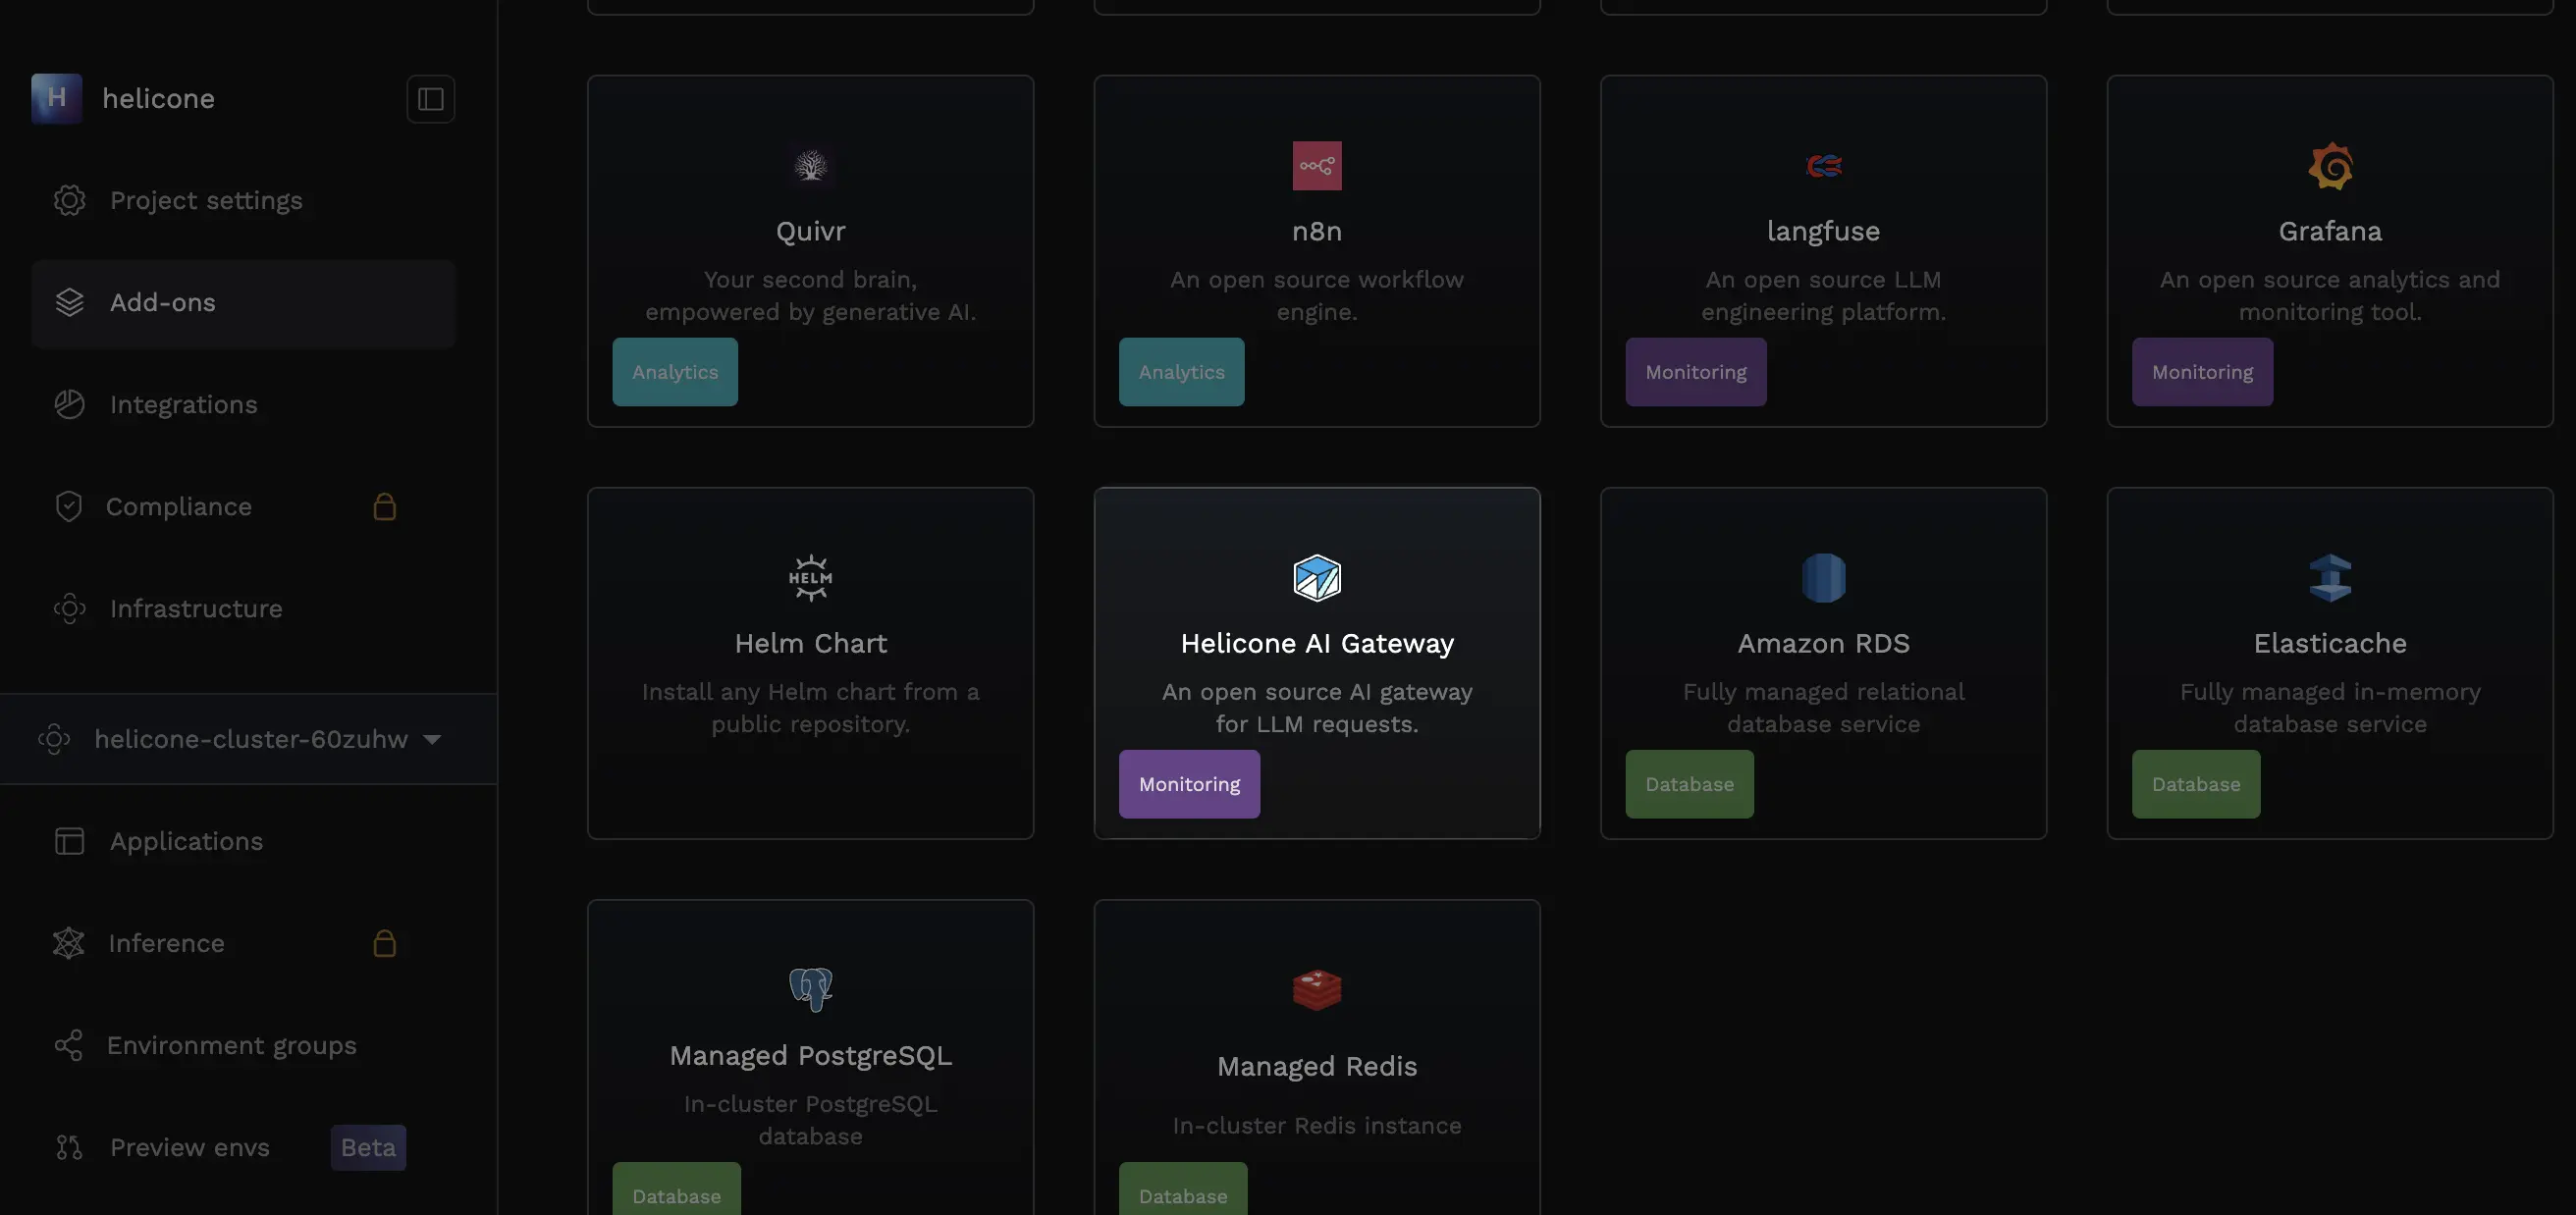 H
helicone
Project settings
Add-ons
Integrations
Compliance
Infrastructure
helicone-cluster-60zuhw
Applications
Inference
Environment groups
Preview envs
Beta
Quivr
Your second brain,
empowered by generative AI.
Analytics
n8n
An open source workflow
engine.
Analytics
langfuse
An open source LLM
engineering platform.
Monitoring
Grafana
An open source analytics and
monitoring tool.
Monitoring
HELM
Helm Chart
Install any Helm chart from a
public repository.
Helicone AI Gateway
An open source AI gateway
for LLM requests.
Monitoring
Amazon RDS
Fully managed relational
database service
Database
Elasticache
Fully managed in-memory
database service
Database
Managed PostgreSQL
In-cluster PostgreSQL
database
Database
Managed Redis
In-cluster Redis instance
Database